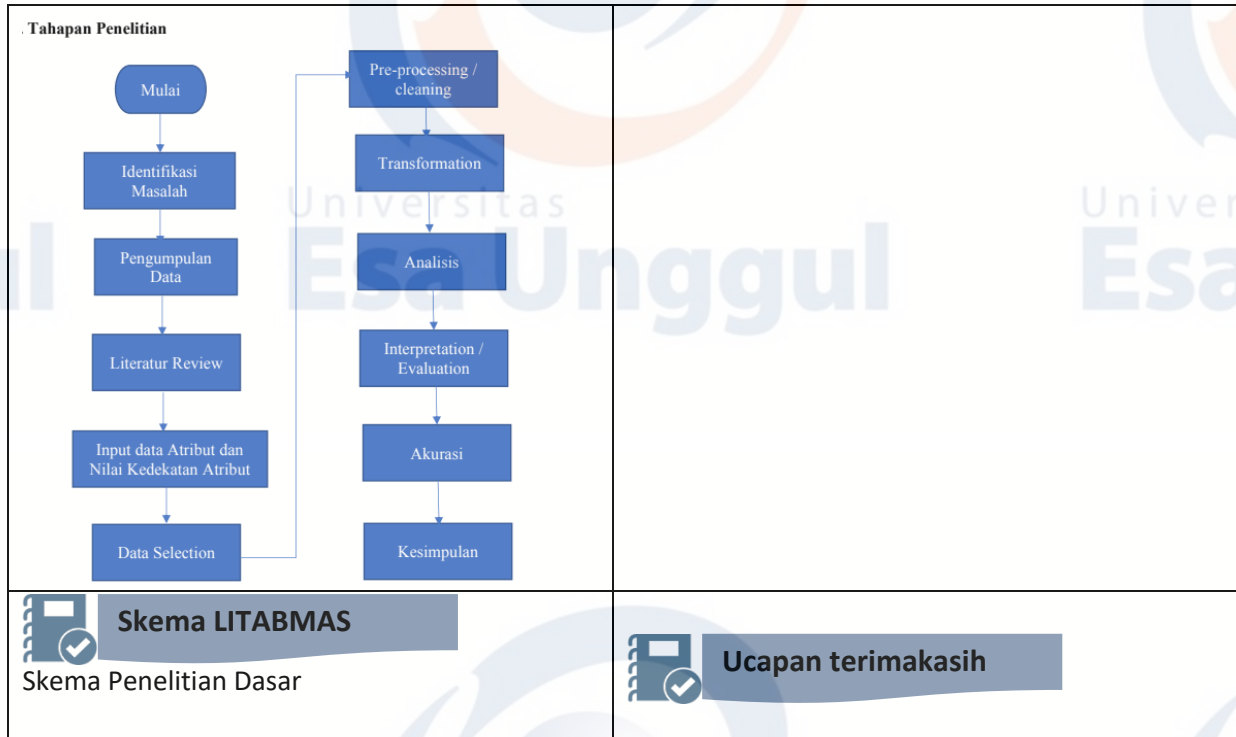 . Tahapan Penelitian
Mulai
Identifikasi
Masalah
Pengumpulan
Data
Literatur Review
Input data Atribut dan
Nilai Kedekatan Atribut
Data Selection
Pre-processing /
cleaning
Transformation
Analisis
Interpretation /
Evaluation
Akurasi
Kesimpulan
Universitas
Esa Unggul
ul
Univer
Esa
Skema LITABMAS
Skema Penelitian Dasar
Ucapan terimakasih